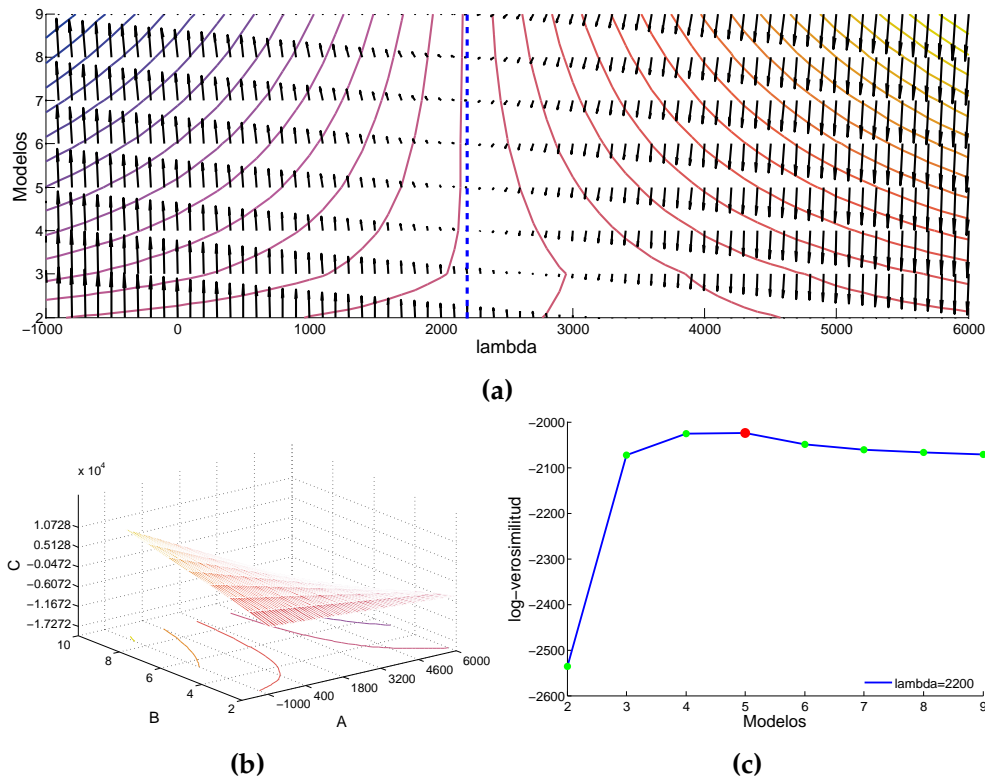 9
8
7
6
5
4
3
2
Modelos
−1000 0 1000 2000 3000 4000 5000 6000
lambda
(a)
x 10⁴
1.0728
0.5128
−0.0472
−0.6072
−1.1672
−1.7272
C
10
8
6
4
2
B
−1000
400
1800
3200
4600
6000
A
(b)
−2000
−2100
−2200
−2300
−2400
−2500
−2600
log−verosimilitud
lambda=2200
2 3 4 5 6 7 8 9
Modelos
(c)